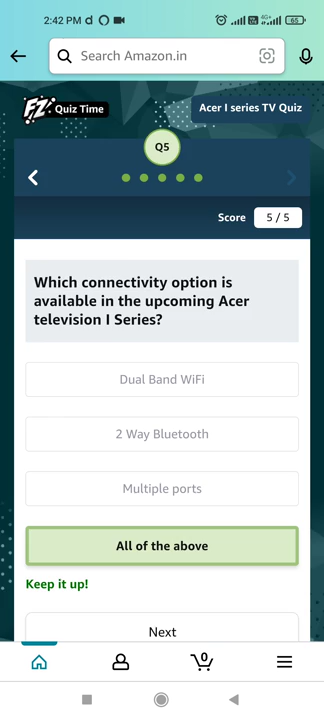 2:42 PM
4G+
65
Search Amazon.in
FZ Quiz Time
Acer I series TV Quiz
Q5
Score 5 / 5
Which connectivity option is
available in the upcoming Acer
television I Series?
Dual Band WiFi
2 Way Bluetooth
Multiple ports
All of the above
Keep it up!
Next
0